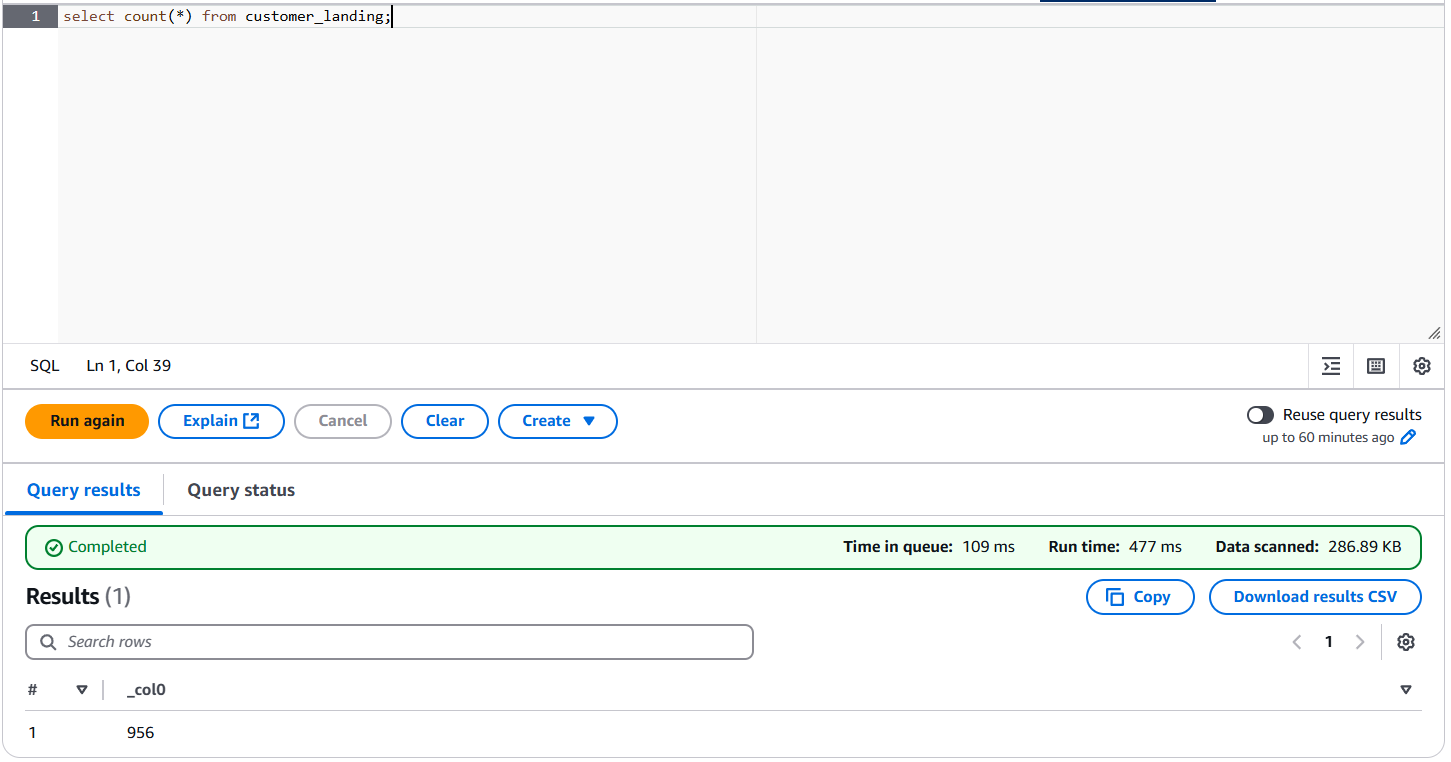 1 select count(*) from customer_landing;
SQL Ln 1, Col 39
Run again Explain Cancel Clear Create Reuse query results
up to 60 minutes ago
Query results Query status
Completed Time in queue: 109 ms Run time: 477 ms Data scanned: 286.89 KB
Results (1) Copy Download results CSV
Search rows 1
# _col0
1 956